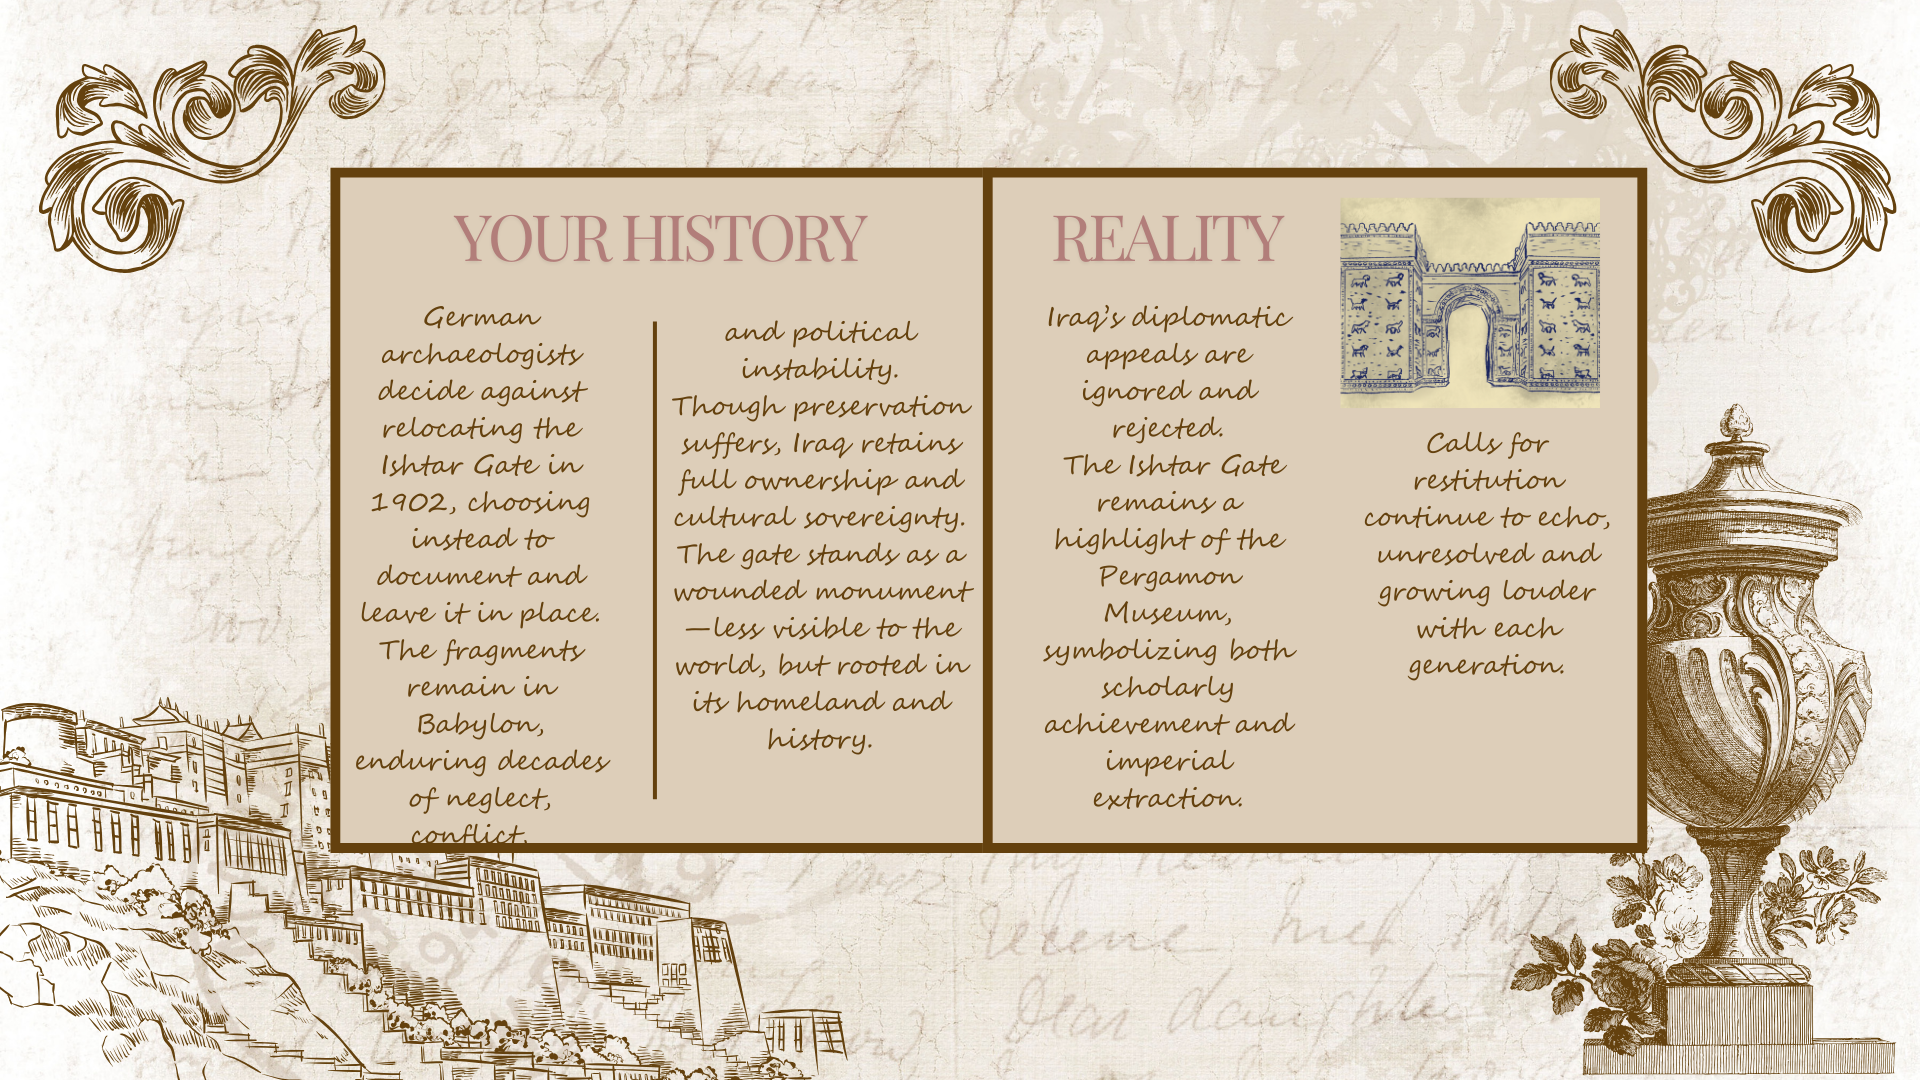 YOUR HISTORY
German
archaeologists
decide against
relocating the
Ishtar Gate in
1902, choosing
instead to
document and
leave it in place.
The fragments
remain in
Babylon,
enduring decades
of neglect,
conflict,
and political
instability.
Though preservation
suffers, Iraq retains
full ownership and
cultural sovereignty.
The gate stands as a
wounded monument
—less visible to the
world, but rooted in
its homeland and
history.
REALITY
Iraq’s diplomatic
appeals are
ignored and
rejected.
The Ishtar Gate
remains a
highlight of the
Pergamon
Museum,
symbolizing both
scholarly
achievement and
imperial
extraction.
Calls for
restitution
continue to echo,
unresolved and
growing louder
with each
generation.
world
Dear daughter